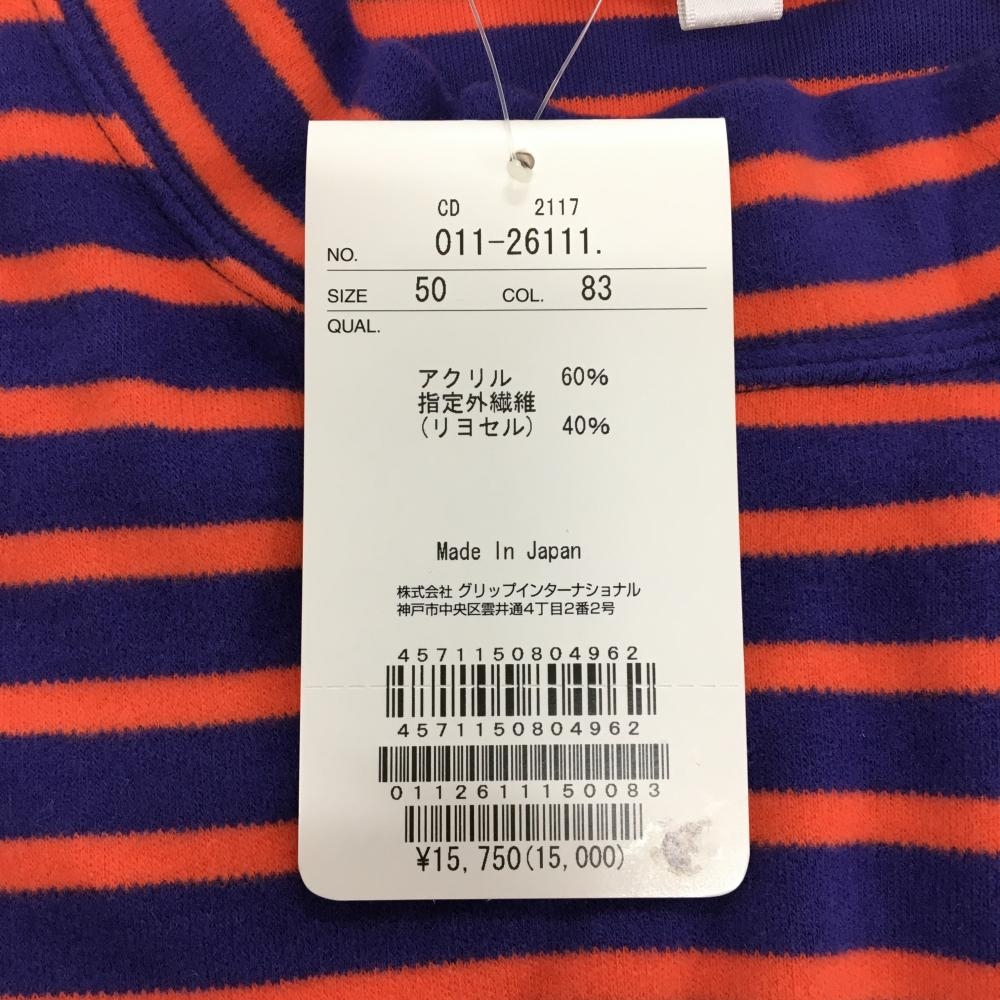 CD 2117
NO. 011-26111.
SIZE 50 COL. 83
QUAL.
アクリル 60%
指定外繊維
(リヨセル) 40%
Made In Japan
株式会社 グリップインターナショナル
神戸市中央区雲井通4丁目2番2号
4571150804962
4571150804962
0112611150083
¥15,750(15,000)